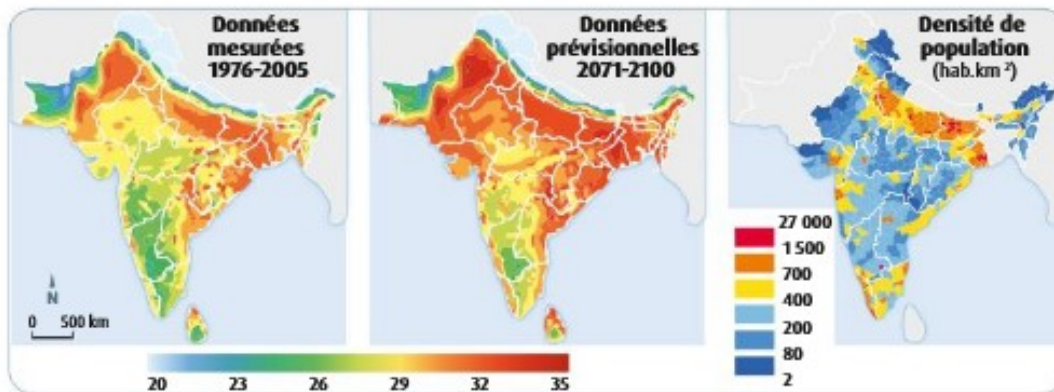 Données
mesurées
1976-2005
Données
prévisionnelles
2071-2100
Densité de
population
(hab.km ²)
N
0 500 km
20 23 26 29 32 35
27 000
1 500
700
400
200
80
2